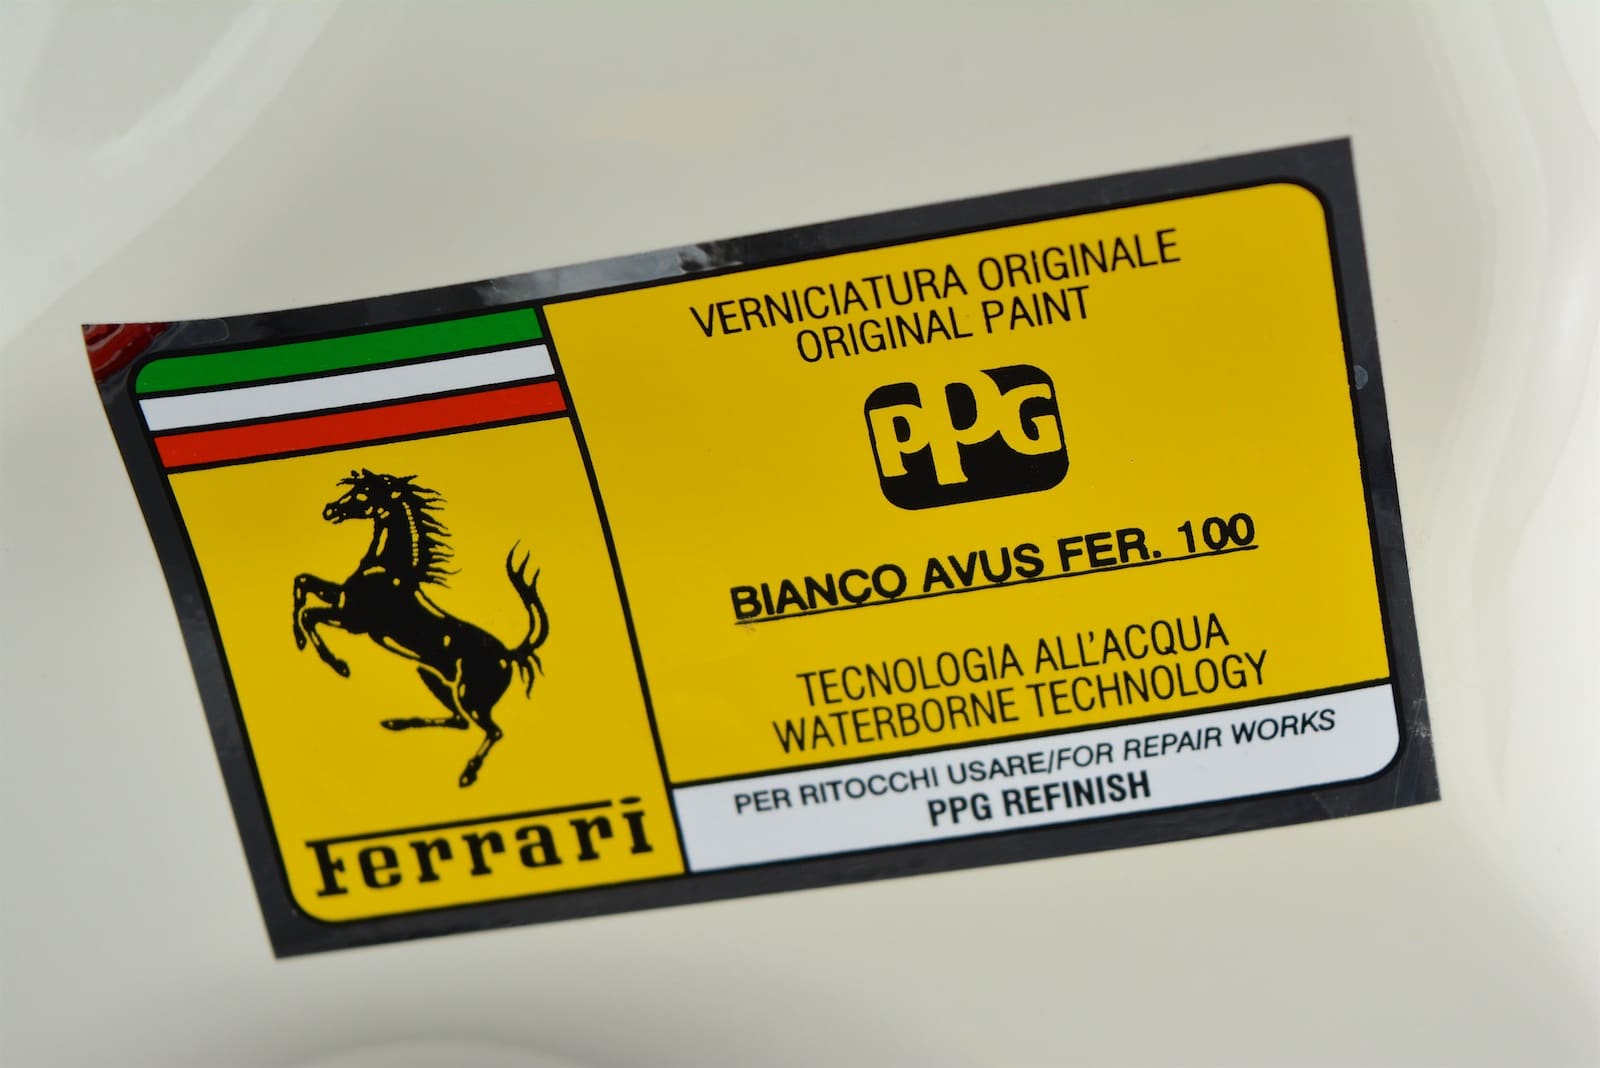 VERNICIATURA ORIGINALE
ORIGINAL PAINT
PPG
BIANCO AVUS FER. 100
TECNOLOGIA ALL'ACQUA
WATERBORNE TECHNOLOGY
PER RITOCCHI USARE/FOR REPAIR WORKS
PPG REFINISH
Ferrari